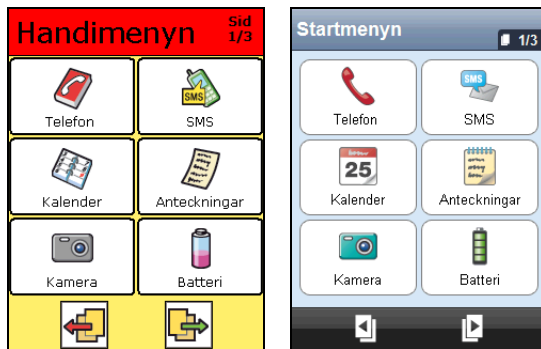 Handimenyn
Sid
1/3
Telefon
SMS
SMS
Kalender
Anteckningar
Kamera
Batteri
Startmenyn
1/3
SMS
Telefon
SMS
25
Kalender
Anteckningar
Kamera
Batteri